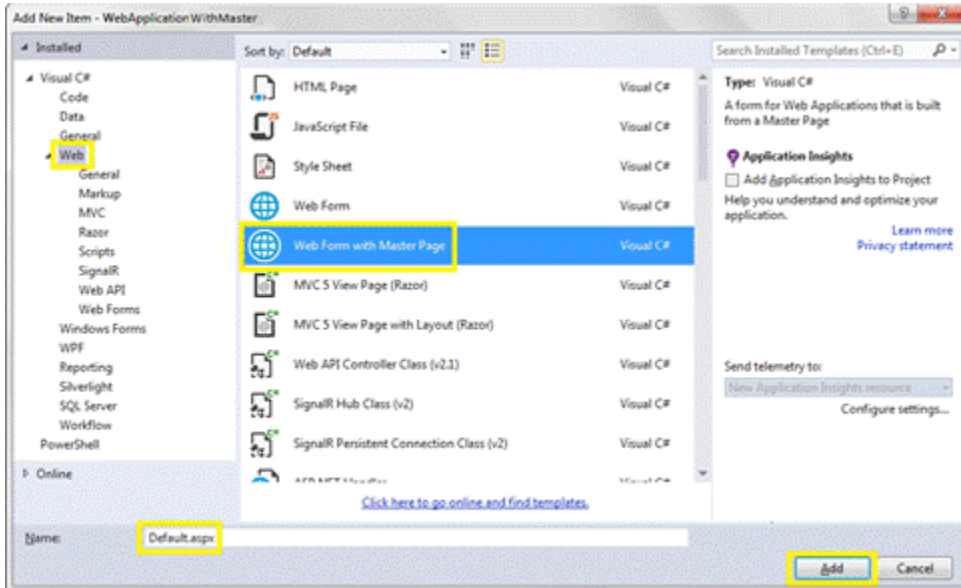 Add New Item - WebApplicationWithMaster
Installed
Visual C#
Code
Data
General
Web
General
Markup
MVC
Razor
Scripts
SignalR
Web API
Web Forms
Windows Forms
WPF
Reporting
Silverlight
SQL Server
Workflow
PowerShell
Online
Sort by: Default
HTML Page Visual C#
JavaScript File Visual C#
Style Sheet Visual C#
Web Form Visual C#
Web Form with Master Page Visual C#
MVC 5 View Page (Razor) Visual C#
MVC 5 View Page with Layout (Razor) Visual C#
Web API Controller Class (v2.1) Visual C#
SignalR Hub Class (v2) Visual C#
SignalR Persistent Connection Class (v2) Visual C#
Click here to go online and find templates.
Search Installed Templates (Ctrl+E)
Type: Visual C#
A form for Web Applications that is built
from a Master Page
Application Insights
Add Application Insights to Project
Help you understand and optimize your
application.
Learn more
Privacy statement
Send telemetry to:
New Application Insights resource
Configure settings...
Name: Default.aspx
Add Cancel